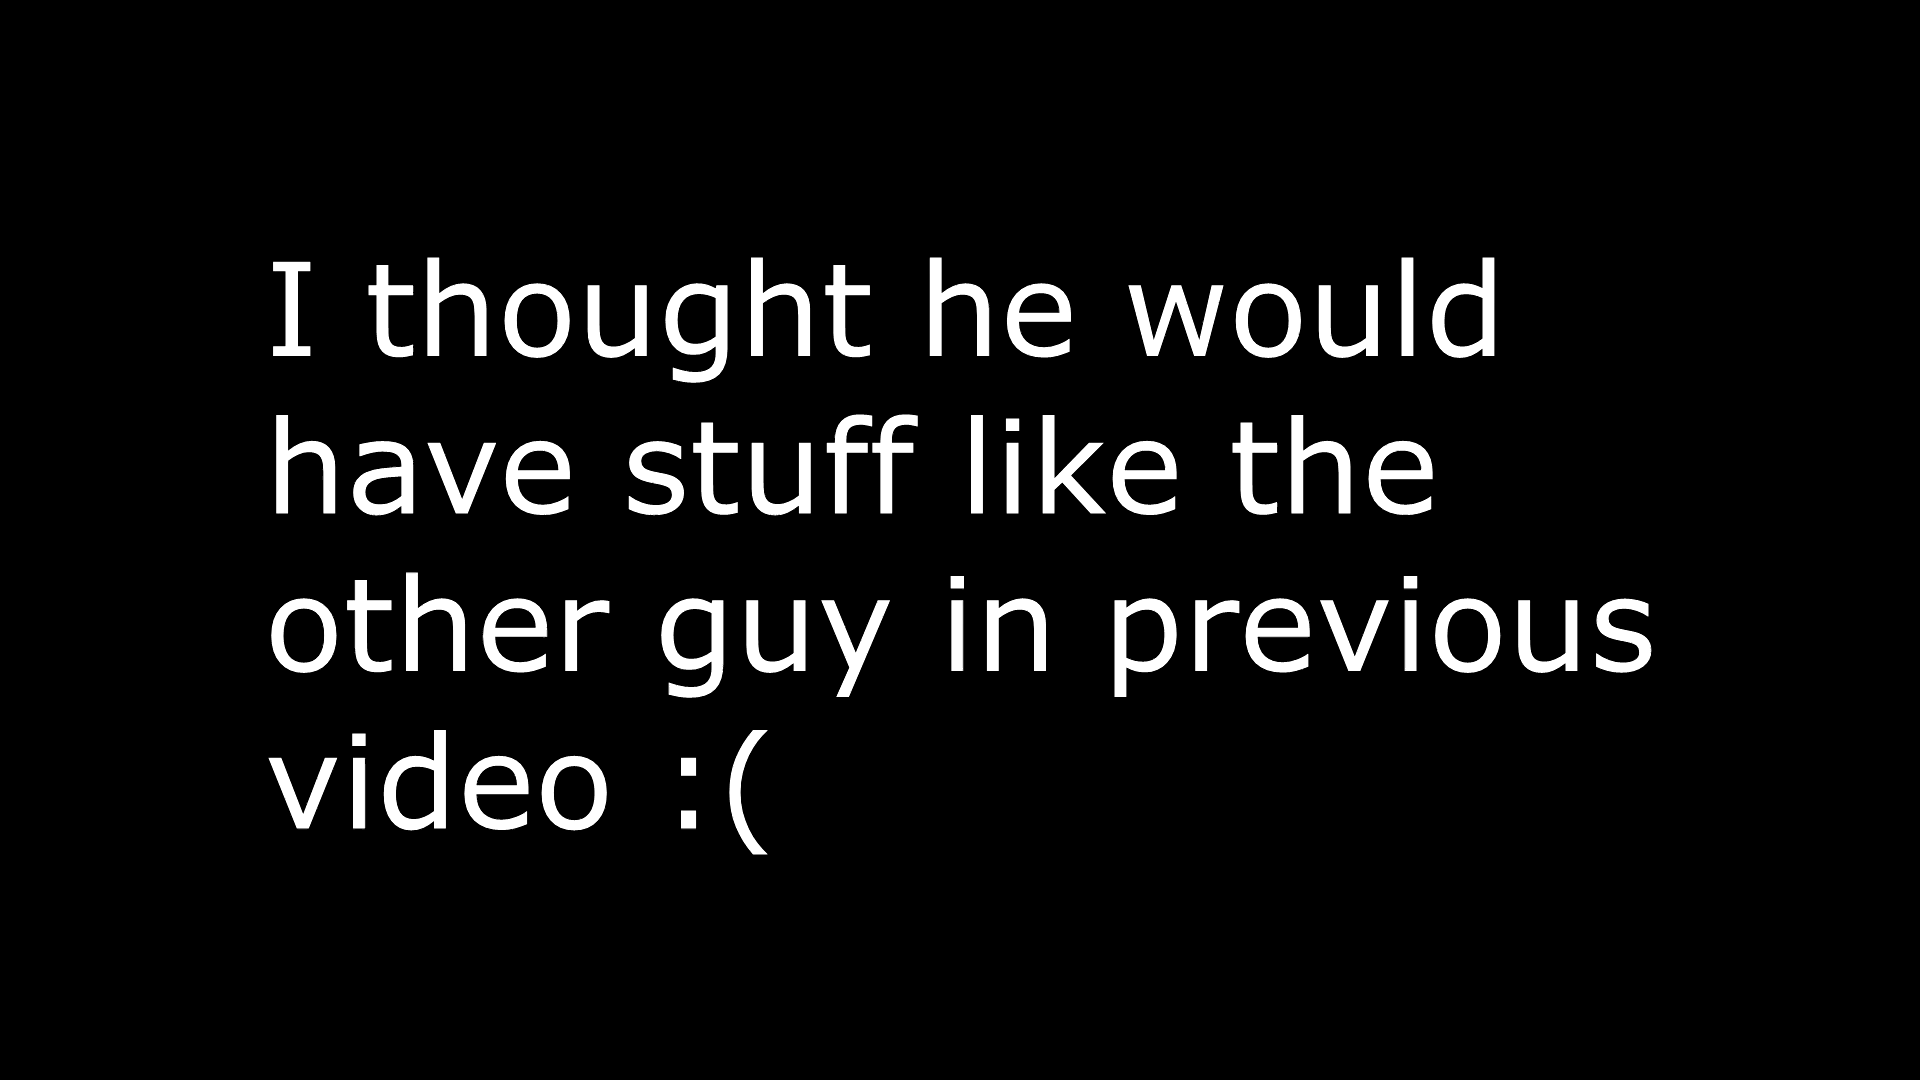 I thought he would
have stuff like the
other guy in previous
video :(